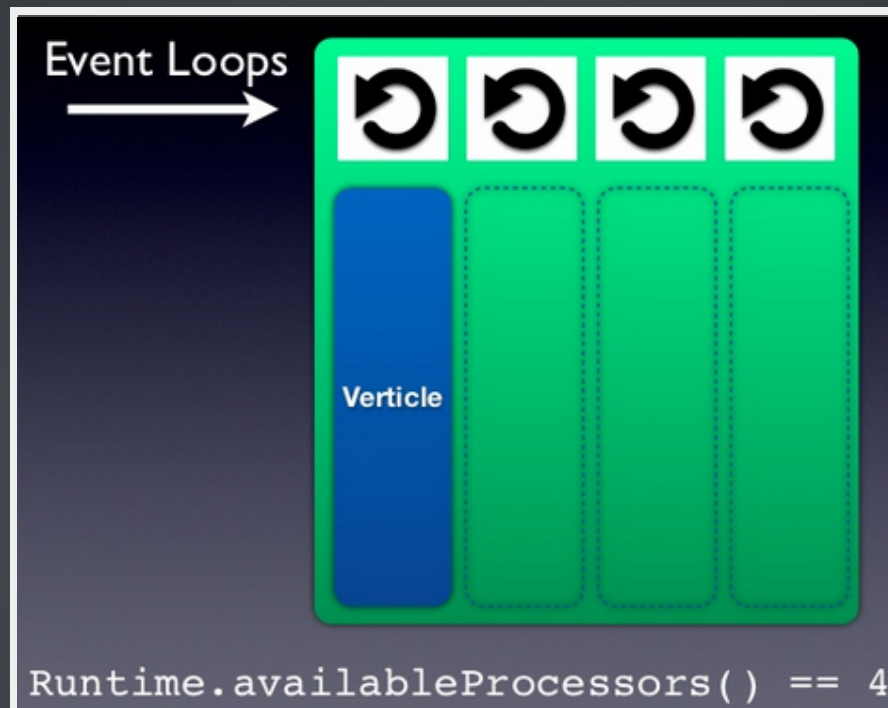 Event Loops
Verticle
Runtime.availableProcessors() == 4